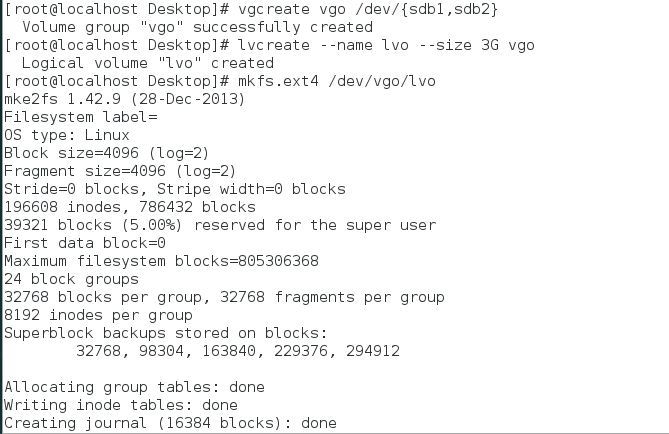 [root@localhost Desktop]# vgcreate vgo /dev/{sdb1,sdb2}
  Volume group "vgo" successfully created
[root@localhost Desktop]# lvcreate --name lvo --size 3G vgo
  Logical volume "lvo" created
[root@localhost Desktop]# mkfs.ext4 /dev/vgo/lvo
mke2fs 1.42.9 (28-Dec-2013)
Filesystem label=
OS type: Linux
Block size=4096 (log=2)
Fragment size=4096 (log=2)
Stride=0 blocks, Stripe width=0 blocks
196608 inodes, 786432 blocks
39321 blocks (5.00%) reserved for the super user
First data block=0
Maximum filesystem blocks=805306368
24 block groups
32768 blocks per group, 32768 fragments per group
8192 inodes per group
Superblock backups stored on blocks:
        32768, 98304, 163840, 229376, 294912

Allocating group tables: done
Writing inode tables: done
Creating journal (16384 blocks): done